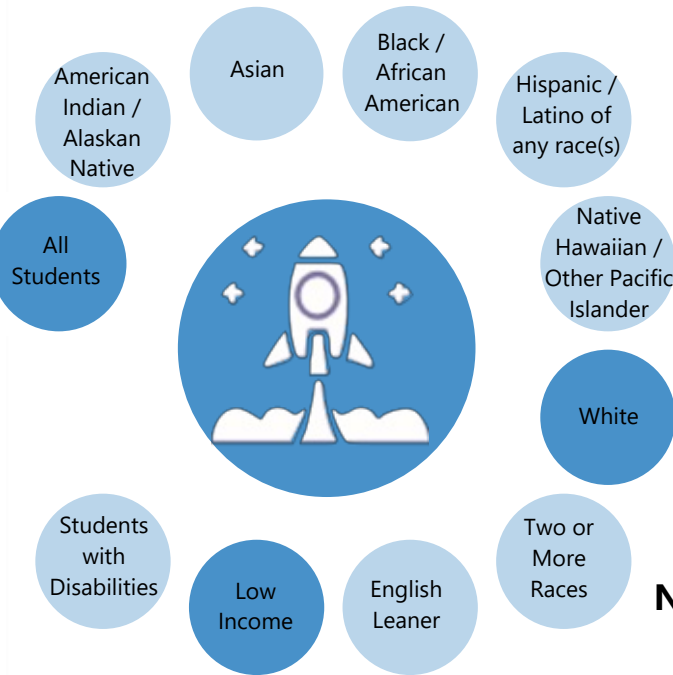 American
Indian /
Alaskan
Native
Asian
Black /
African
American
Hispanic /
Latino of
any race(s)
All
Students
Native
Hawaiian /
Other Pacific
Islander
White
Students
with
Disabilities
Low
Income
English
Leaner
Two or
More
Races
N